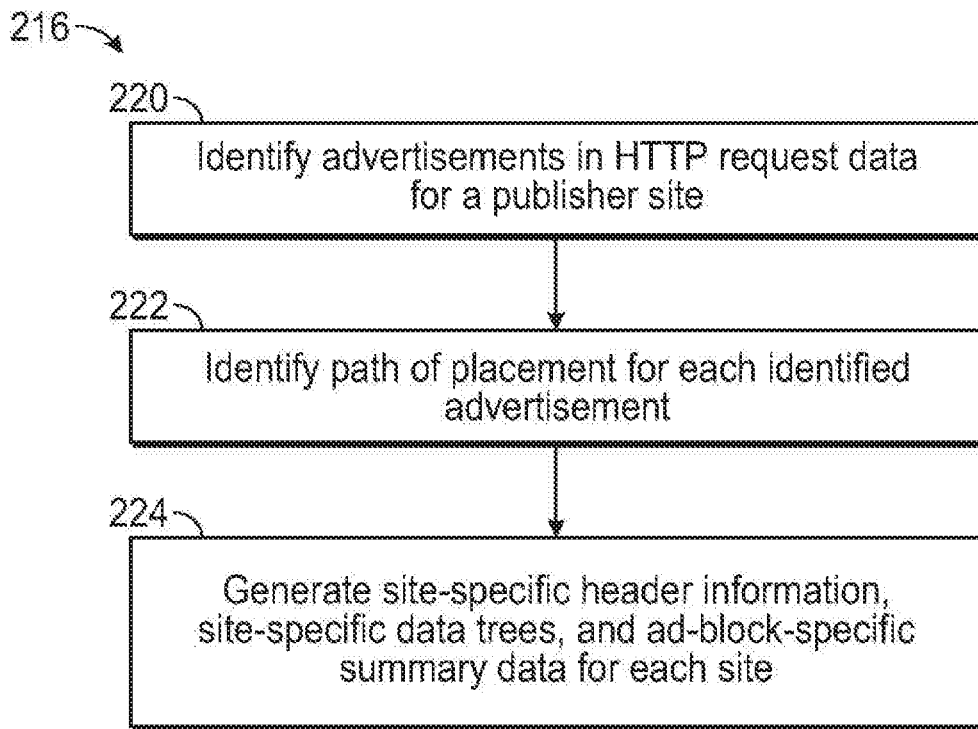 216
220
Identify advertisements in HTTP request data
for a publisher site
222
Identify path of placement for each identified
advertisement
224
Generate site-specific header information,
site-specific data trees, and ad-block-specific
summary data for each site